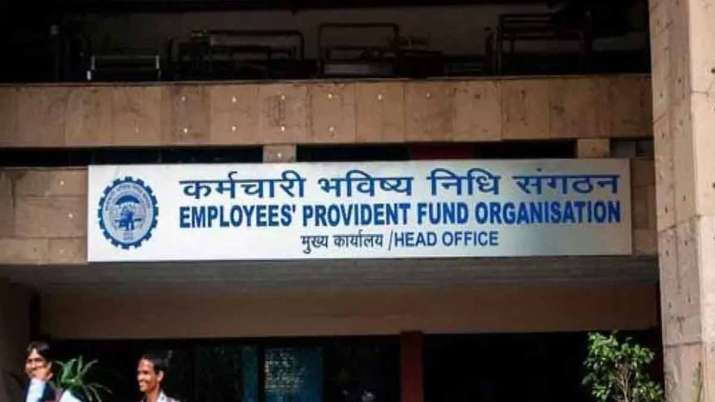 कर्मचारी भविष्य निधि संगठन
EMPLOYEES' PROVIDENT FUND ORGANISATION
मुख्य कार्यालय /HEAD OFFICE